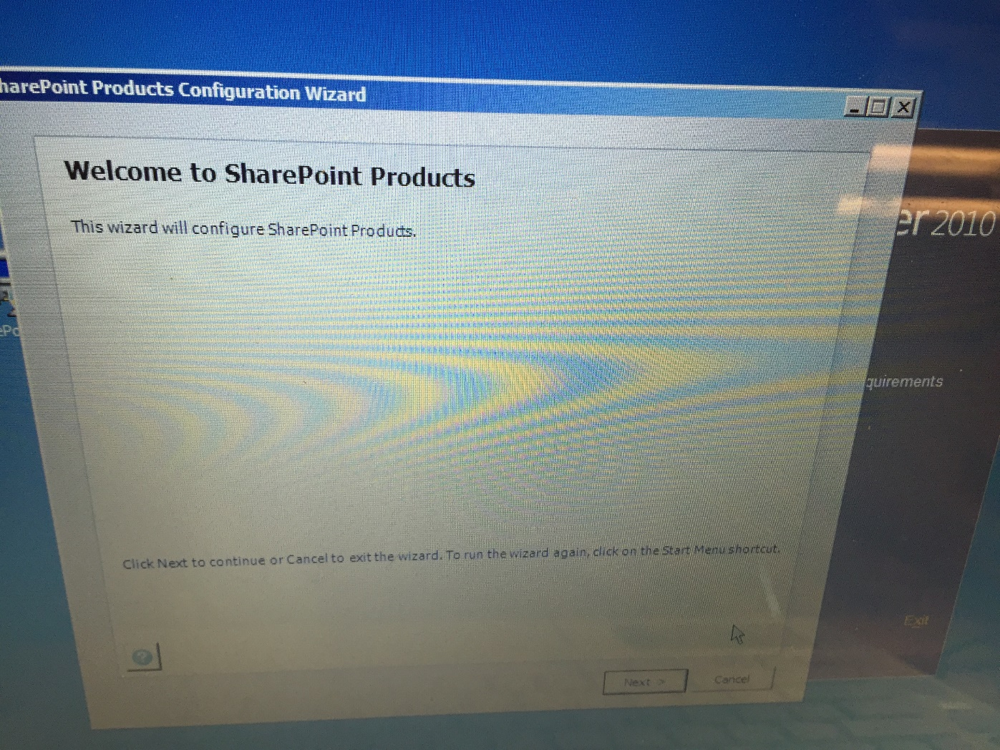 harePoint Products Configuration Wizard
Welcome to SharePoint Products
er 2010
This wizard will configure SharePoint Products.
ePo
quirements
Click Next to continue or Cancel to exit the wizard. To run the wizard again, click on the Start Menu shortcut.
Exit
?
Next >
Cancel